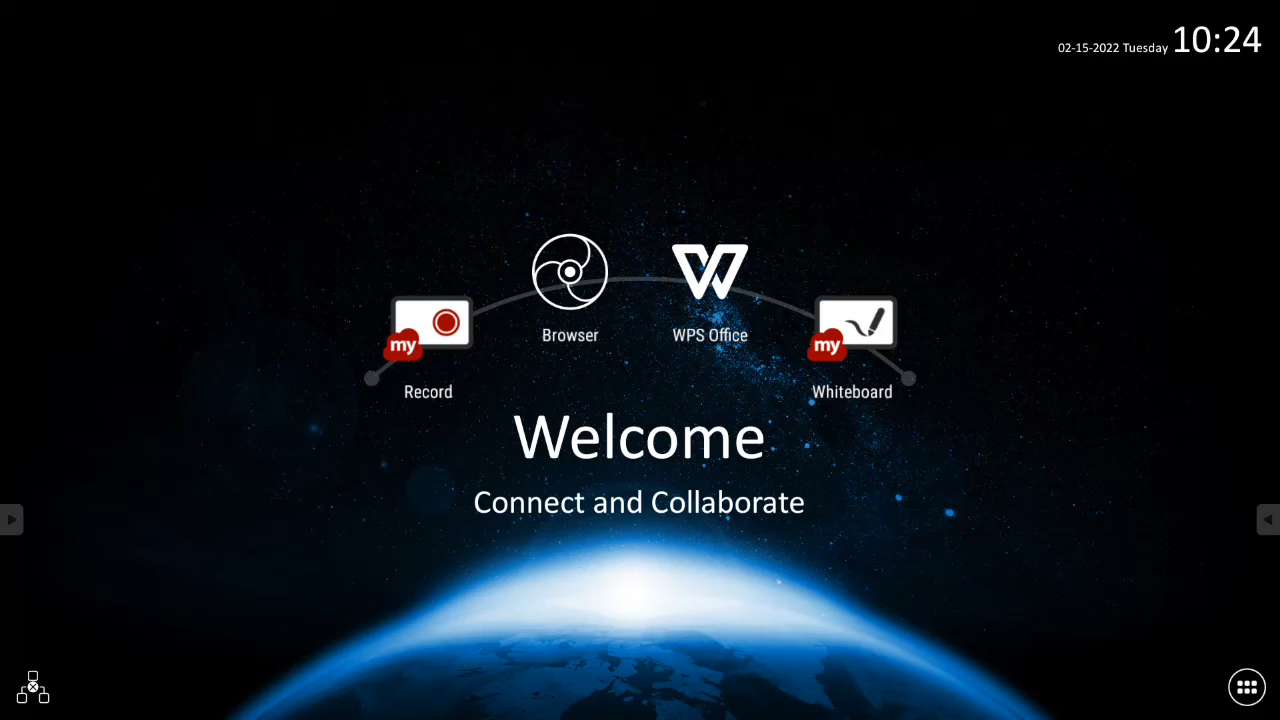 02-15-2022 Tuesday 10:24
Browser
WPS Office
my
my
Record
Whiteboard
Welcome
Connect and Collaborate